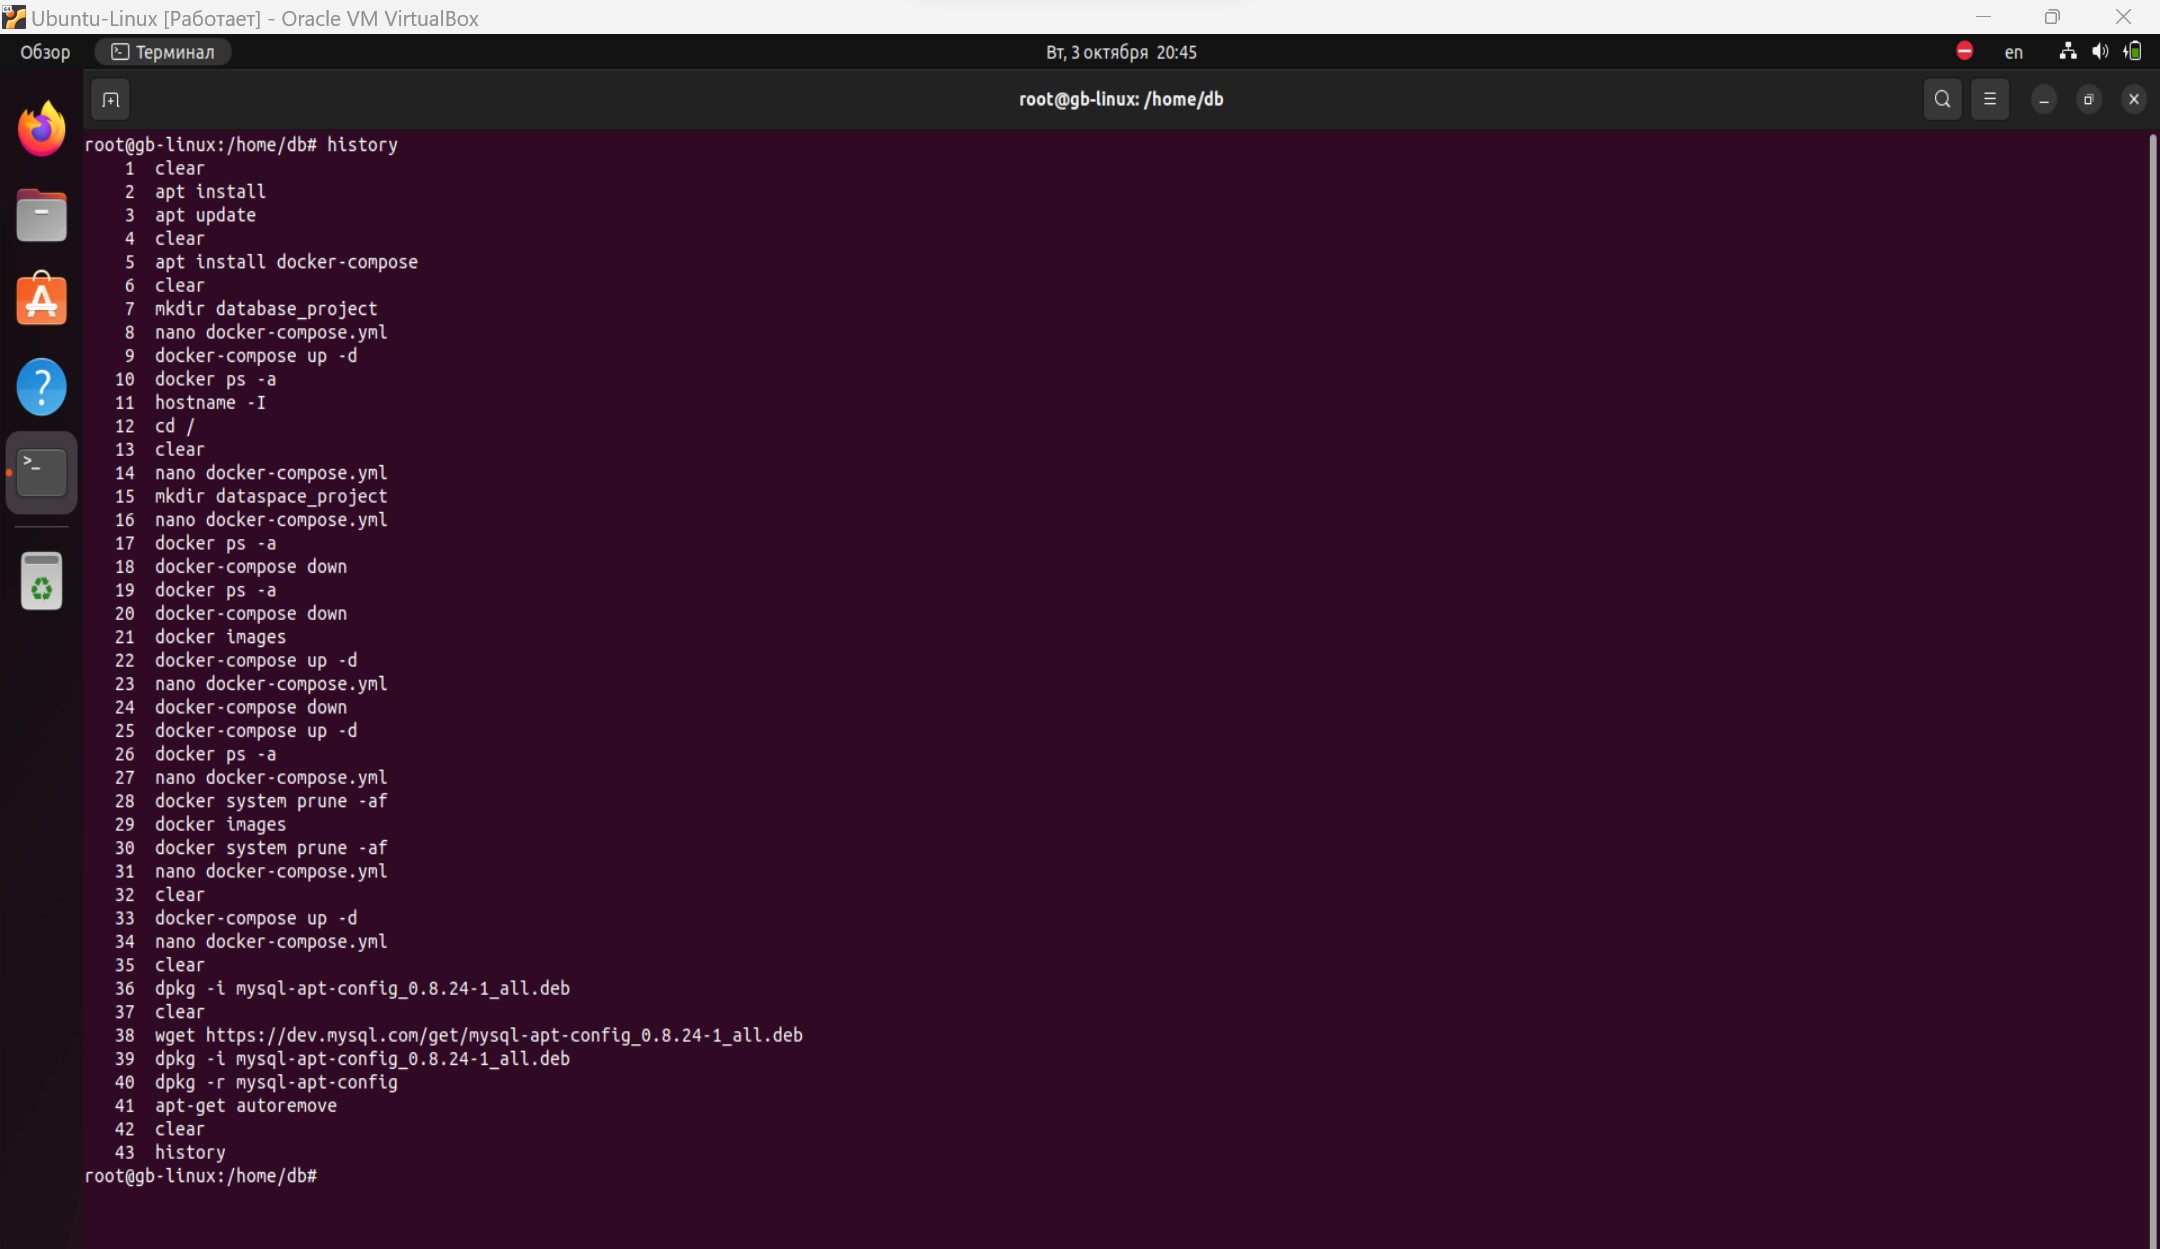 Ubuntu-Linux [Работает] - Oracle VM VirtualBox
Обзор
Терминал
Вт, 3 октября 20:45
en
root@gb-linux: /home/db
root@gb-linux:/home/db# history
1 clear
2 apt install
3 apt update
4 clear
5 apt install docker-compose
6 clear
7 mkdir database_project
8 nano docker-compose.yml
9 docker-compose up -d
10 docker ps -a
11 hostname -I
12 cd /
13 clear
14 nano docker-compose.yml
15 mkdir dataspace_project
16 nano docker-compose.yml
17 docker ps -a
18 docker-compose down
19 docker ps -a
20 docker-compose down
21 docker images
22 docker-compose up -d
23 nano docker-compose.yml
24 docker-compose down
25 docker-compose up -d
26 docker ps -a
27 nano docker-compose.yml
28 docker system prune -af
29 docker images
30 docker system prune -af
31 nano docker-compose.yml
32 clear
33 docker-compose up -d
34 nano docker-compose.yml
35 clear
36 dpkg -i mysql-apt-config_0.8.24-1_all.deb
37 clear
38 wget https://dev.mysql.com/get/mysql-apt-config_0.8.24-1_all.deb
39 dpkg -i mysql-apt-config_0.8.24-1_all.deb
40 dpkg -r mysql-apt-config
41 apt-get autoremove
42 clear
43 history
root@gb-linux:/home/db#